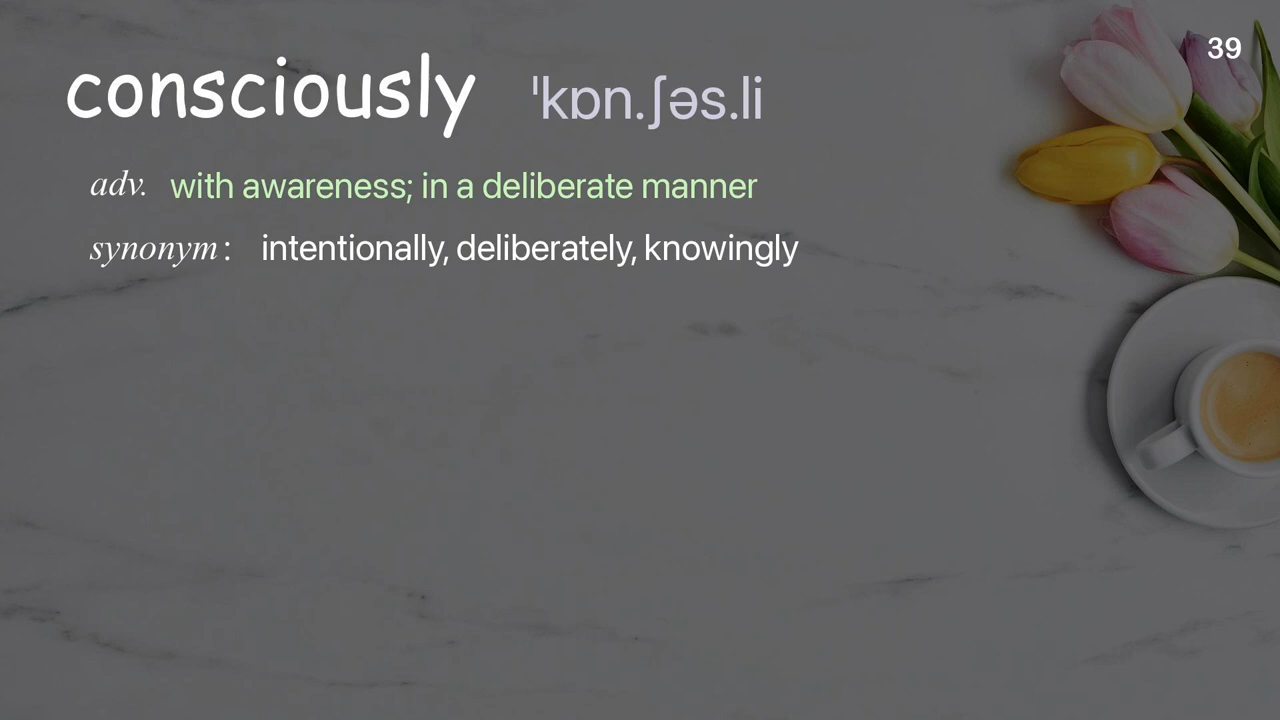 39
consciously ˈkɒn.ʃəs.li
adv. with awareness; in a deliberate manner
synonym: intentionally, deliberately, knowingly